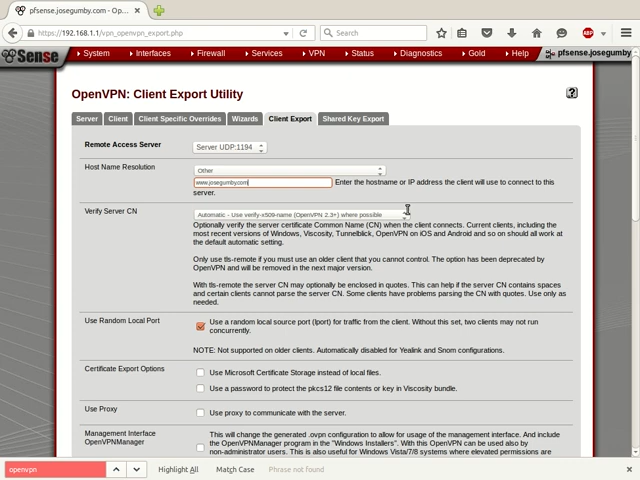 pfsense.josegumby.com - Op...
https://192.168.1.1/vpn_openvpn_export.php
Search
ABP
Sense
System
Interfaces
Firewall
Services
VPN
Status
Diagnostics
Gold
Help
pfsense.josegumby
OpenVPN: Client Export Utility
?
Server
Client
Client Specific Overrides
Wizards
Client Export
Shared Key Export
Remote Access Server
Server UDP:1194
Host Name Resolution
Other
www.josegumby.com
Enter the hostname or IP address the client will use to connect to this
server.
Verify Server CN
Automatic - Use verify-x509-name (OpenVPN 2.3+) where possible
Optionally verify the server certificate Common Name (CN) when the client connects. Current clients, including the
most recent versions of Windows, Viscosity, Tunnelblick, OpenVPN on iOS and Android and so on should all work at
the default automatic setting.
Only use tls-remote if you must use an older client that you cannot control. The option has been deprecated by
OpenVPN and will be removed in the next major version.
With tls-remote the server CN may optionally be enclosed in quotes. This can help if the server CN contains spaces
and certain clients cannot parse the server CN. Some clients have problems parsing the CN with quotes. Use only as
needed.
Use Random Local Port
Use a random local source port (lport) for traffic from the client. Without this set, two clients may not run
concurrently.
NOTE: Not supported on older clients. Automatically disabled for Yealink and Snom configurations.
Certificate Export Options
Use Microsoft Certificate Storage instead of local files.
Use a password to protect the pkcs12 file contents or key in Viscosity bundle.
Use Proxy
Use proxy to communicate with the server.
Management Interface
OpenVPNManager
This will change the generated .ovpn configuration to allow for usage of the management interface. And include
the OpenVPNManager program in the "Windows Installers". With this OpenVPN can be used also by
non-administrator users. This is also useful for Windows Vista/7/8 systems where elevated permissions are
openvpn
Highlight All
Match Case
Phrase not found